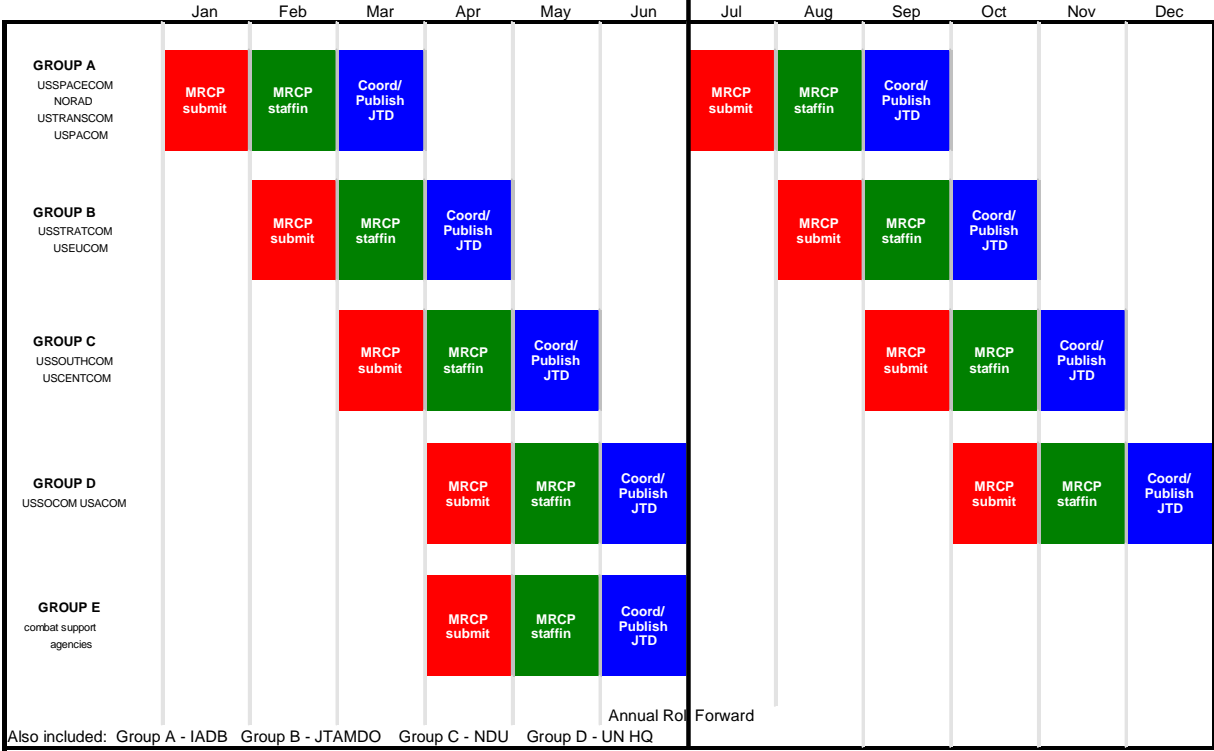 Jan Feb Mar Apr May Jun Jul Aug Sep Oct Nov Dec
GROUP A
USSPACECOM
NORAD
USTRANSCOM
USPACOM
MRCP
submit
MRCP
staffin
Coord/
Publish
JTD
MRCP
submit
MRCP
staffin
Coord/
Publish
JTD
GROUP B
USSTRATCOM
USEUCOM
MRCP
submit
MRCP
staffin
Coord/
Publish
JTD
MRCP
submit
MRCP
staffin
Coord/
Publish
JTD
GROUP C
USSOUTHCOM
USCENTCOM
MRCP
submit
MRCP
staffin
Coord/
Publish
JTD
MRCP
submit
MRCP
staffin
Coord/
Publish
JTD
GROUP D
USSOCOM USACOM
MRCP
submit
MRCP
staffin
Coord/
Publish
JTD
MRCP
submit
MRCP
staffin
Coord/
Publish
JTD
GROUP E
combat support
agencies
MRCP
submit
MRCP
staffin
Coord/
Publish
JTD
Annual Roll Forward
Also included: Group A - IADB Group B - JTAMDO Group C - NDU Group D - UN HQ